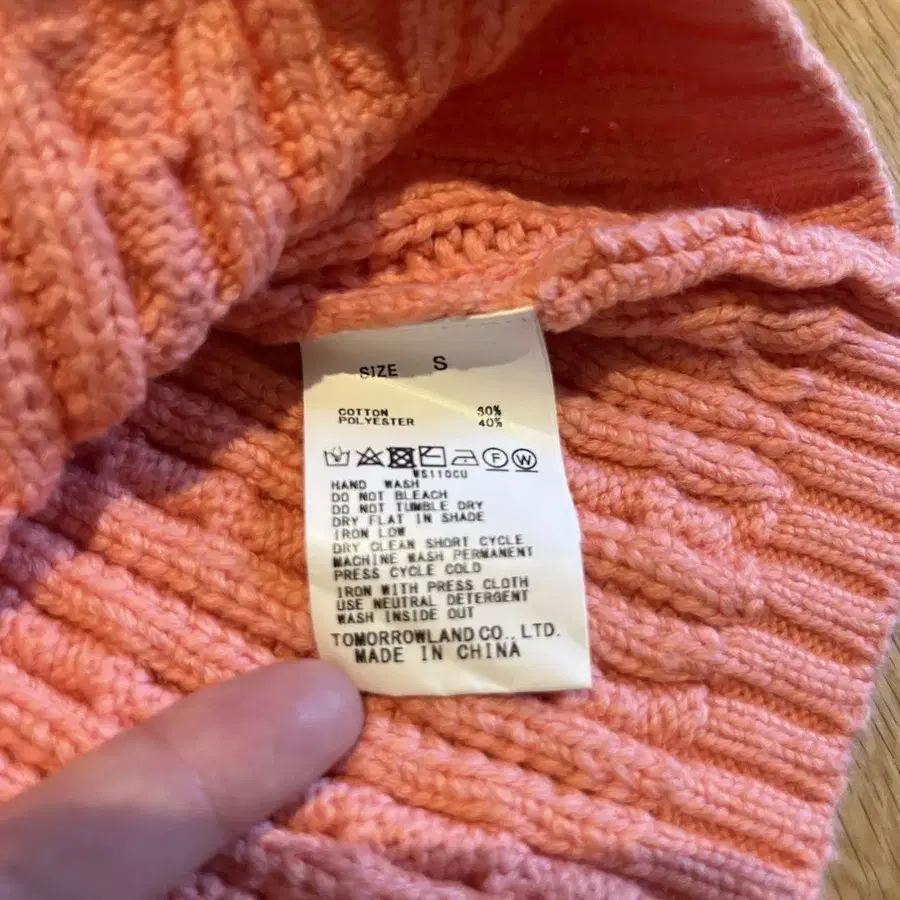 SIZE S
COTTON 60%
POLYESTER 40%
F W
WS110CU
HAND WASH
DO NOT BLEACH
DO NOT TUMBLE DRY
DRY FLAT IN SHADE
IRON LOW
DRY CLEAN SHORT CYCLE
MACHINE WASH PERMANENT
PRESS CYCLE COLD
IRON WITH PRESS CLOTH
USE NEUTRAL DETERGENT
WASH INSIDE OUT
TOMORROWLAND CO., LTD.
MADE IN CHINA